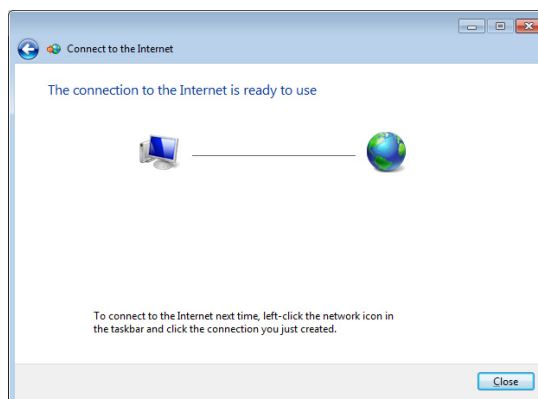 Connect to the Internet
The connection to the Internet is ready to use
To connect to the Internet next time, left-click the network icon in
the taskbar and click the connection you just created.
Close